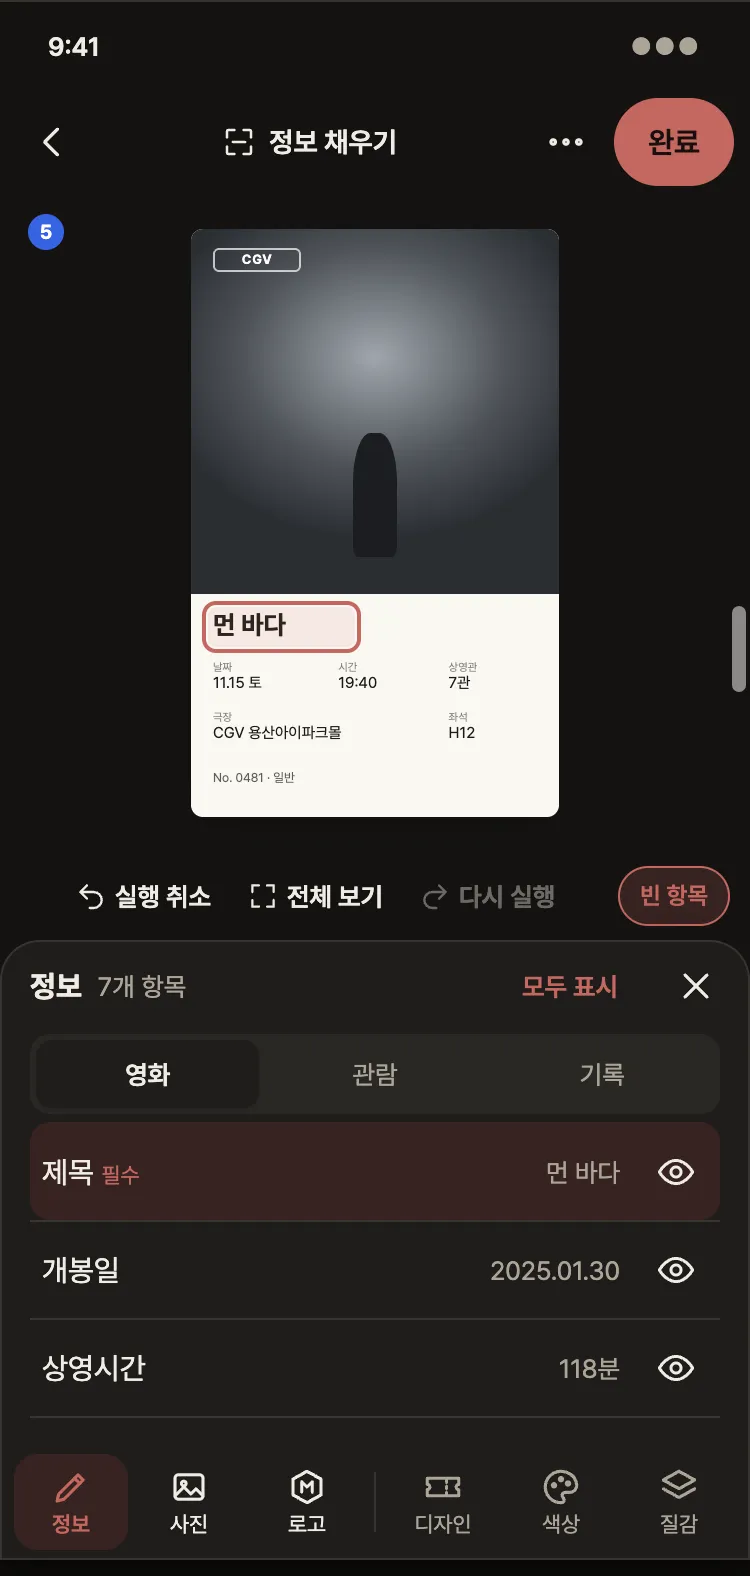 9:41
정보 채우기
완료
5
CGV
먼 바다
날짜 시간 상영관
11.15 토 19:40 7관
극장 좌석
CGV 용산아이파크몰 H12
No. 0481 · 일반
실행 취소 전체 보기 다시 실행 빈 항목
정보 7개 항목 모두 표시
영화 관람 기록
제목 필수 먼 바다
개봉일 2025.01.30
상영시간 118분
정보 사진 로고 디자인 색상 질감